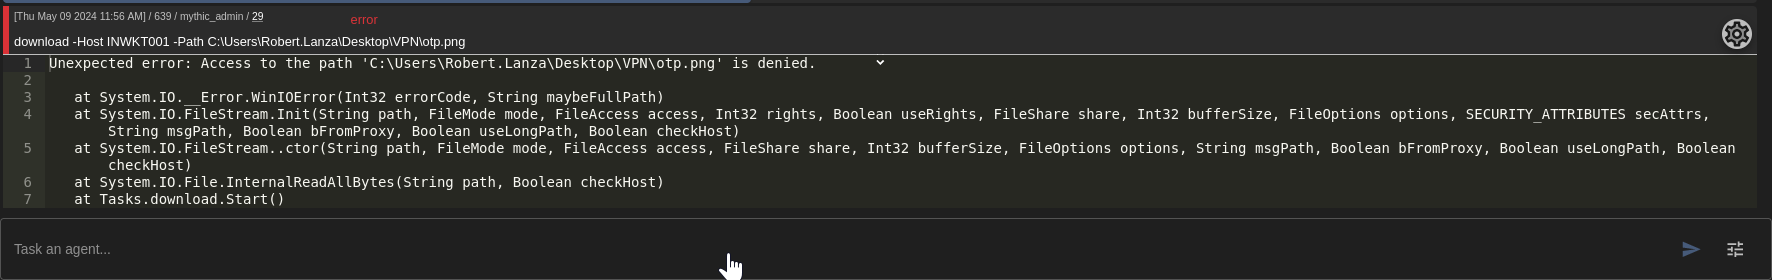 [Thu May 09 2024 11:56 AM] / 639 / mythic_admin / 29
error
download -Host INWKT001 -Path C:\Users\Robert.Lanza\Desktop\VPN\otp.png
1 Unexpected error: Access to the path 'C:\Users\Robert.Lanza\Desktop\VPN\otp.png' is denied.
2
3 at System.IO.__Error.WinIOError(Int32 errorCode, String maybeFullPath)
4 at System.IO.FileStream.Init(String path, FileMode mode, FileAccess access, Int32 rights, Boolean useRights, FileShare share, Int32 bufferSize, FileOptions options, SECURITY_ATTRIBUTES secAttrs,
String msgPath, Boolean bFromProxy, Boolean useLongPath, Boolean checkHost)
5 at System.IO.FileStream..ctor(String path, FileMode mode, FileAccess access, FileShare share, Int32 bufferSize, FileOptions options, String msgPath, Boolean bFromProxy, Boolean useLongPath, Boolean
checkHost)
6 at System.IO.File.InternalReadAllBytes(String path, Boolean checkHost)
7 at Tasks.download.Start()
Task an agent...